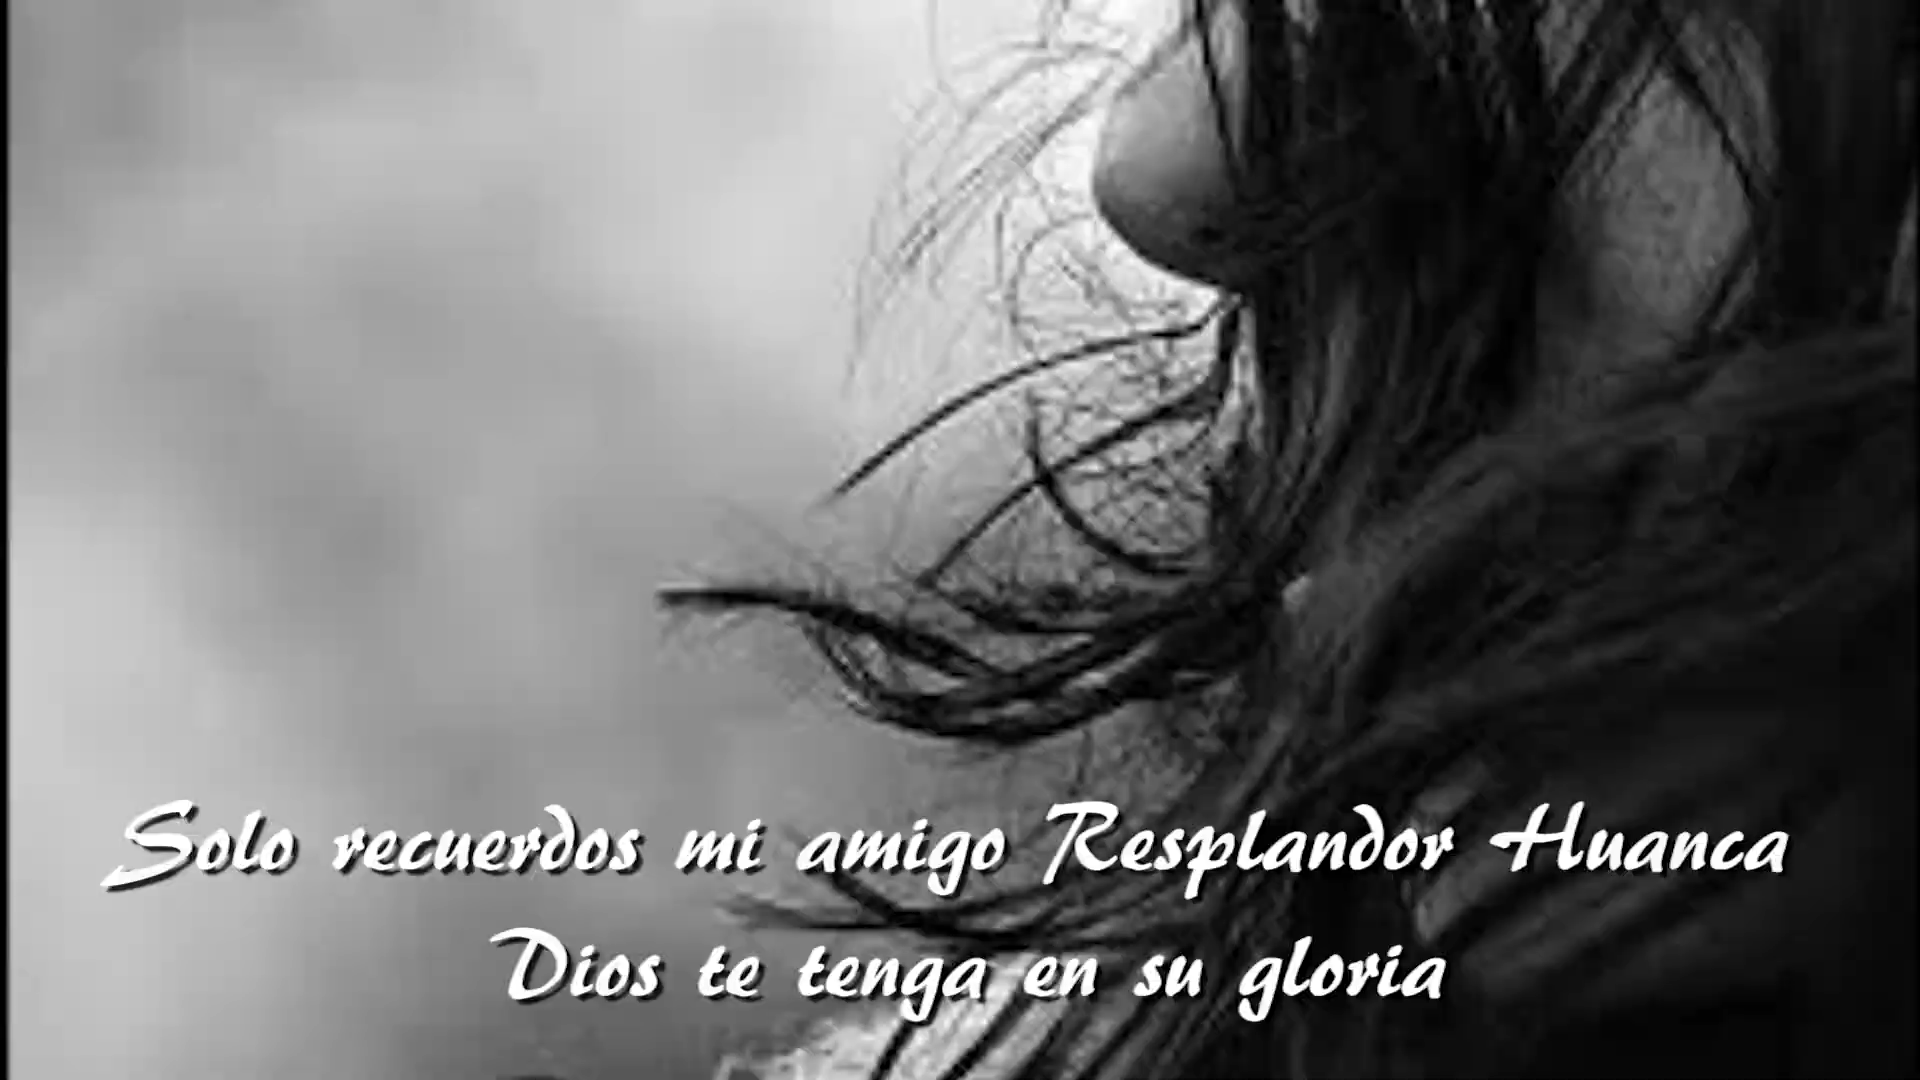 Solo recuerdos mi amigo Resplandor Huanca
Dios te tenga en su gloria